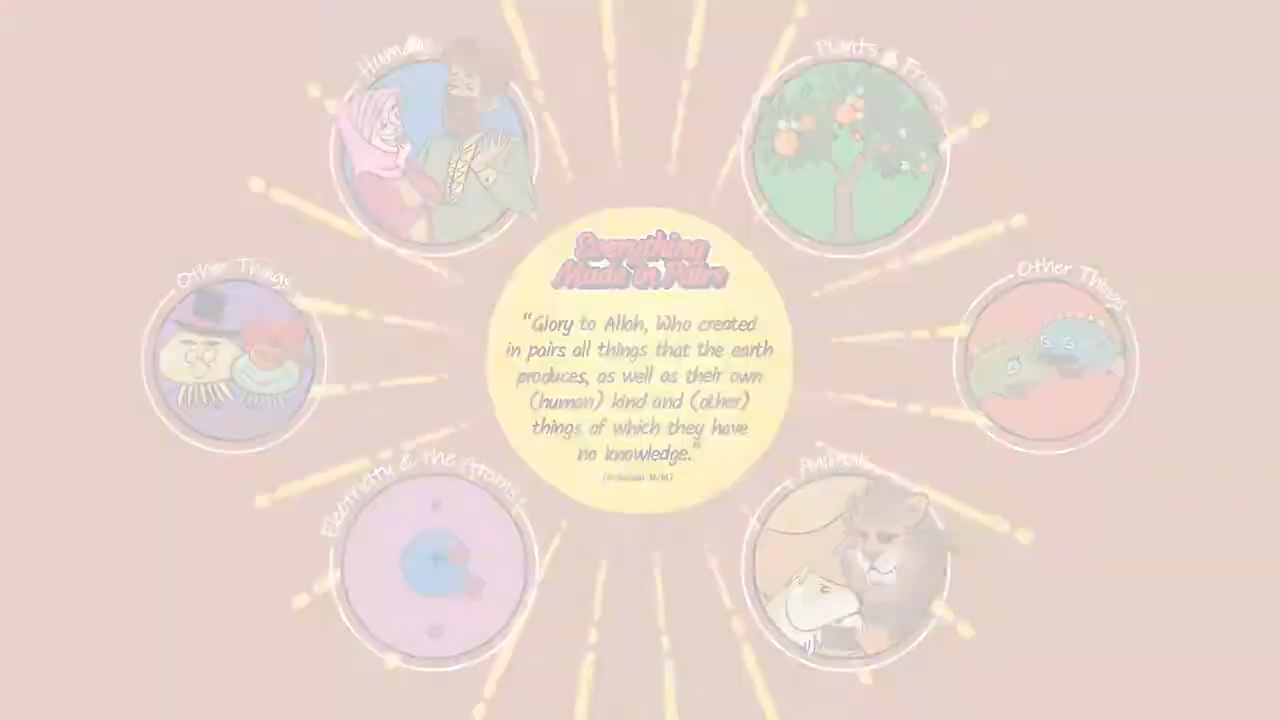 Humans
Plants & Fruits
Other Things
Other Things
Everything
Made in Pairs
“Glory to Allah, Who created
in pairs all things that the earth
produces, as well as their own
(human) kind and (other)
things of which they have
no knowledge.”
& the Atoms
Animals